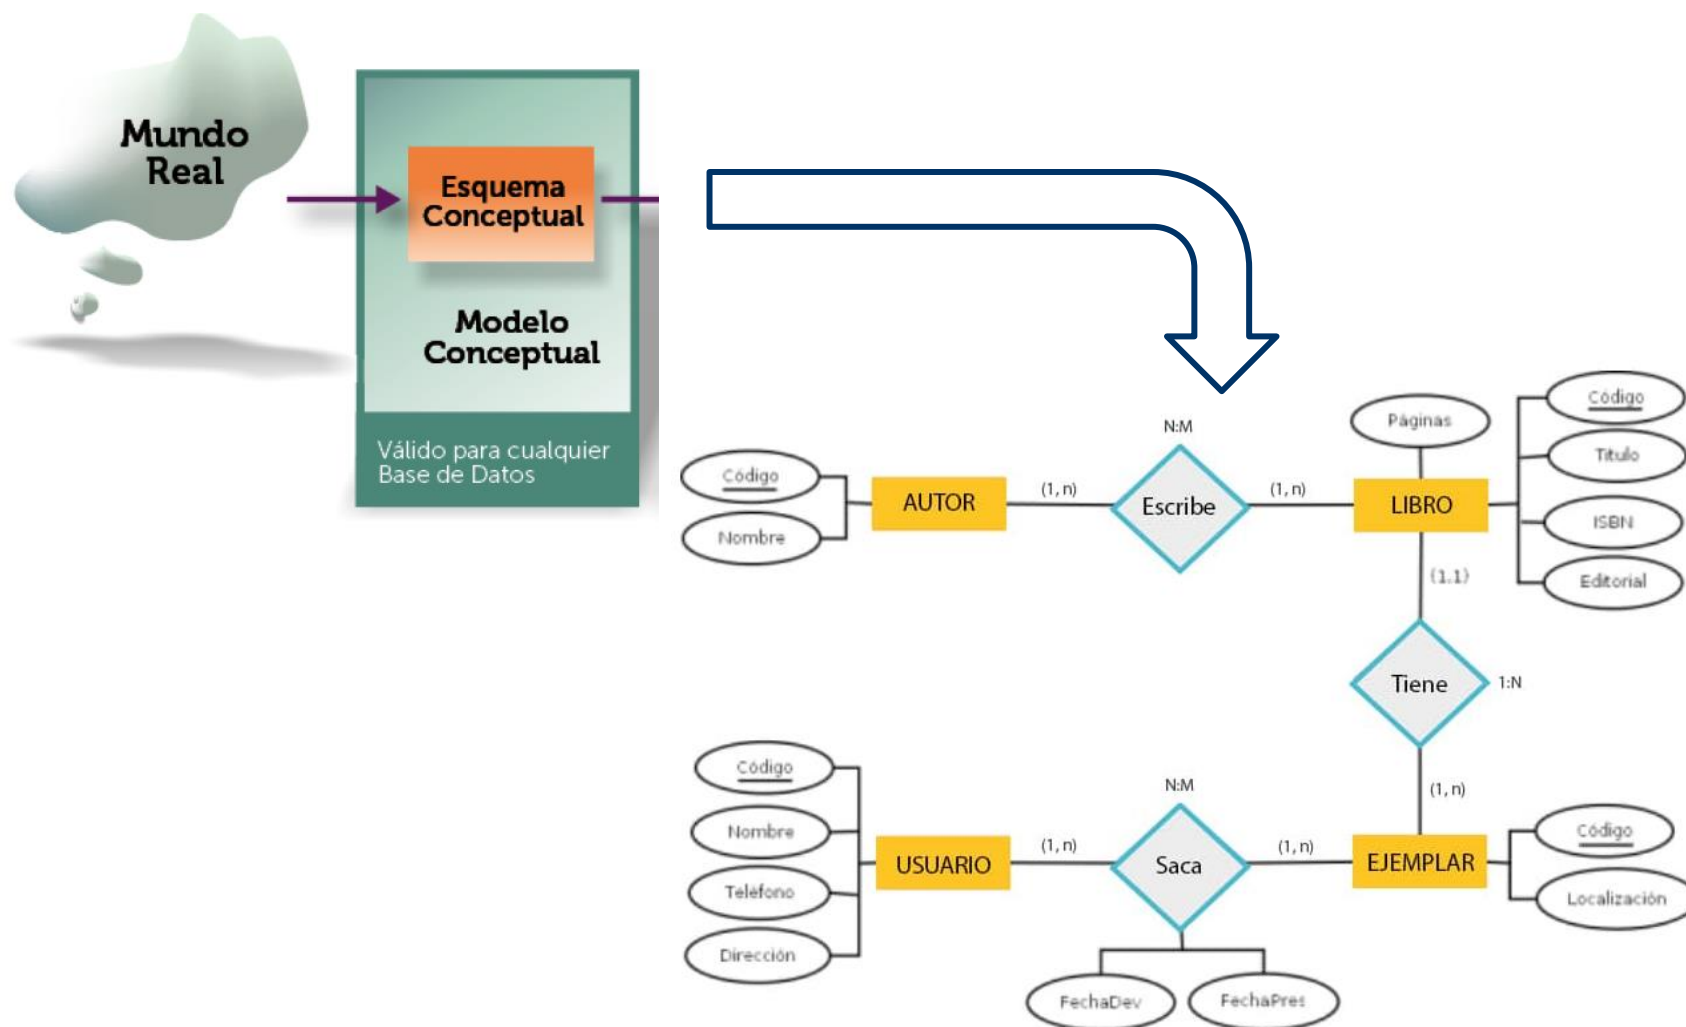 Mundo
Real
Esquema
Conceptual
Modelo
Conceptual
Válido para cualquier
Base de Datos
N:M
Código
Nombre
AUTOR
(1, n)
Escribe
(1, n)
LIBRO
Páginas
Código
Título
ISBN
Editorial
(1.1)
Tiene
1:N
(1, n)
Código
Nombre
Teléfono
Dirección
USUARIO
(1, n)
N:M
Saca
(1, n)
EJEMPLAR
Código
Localización
FechaDev
FechaPres